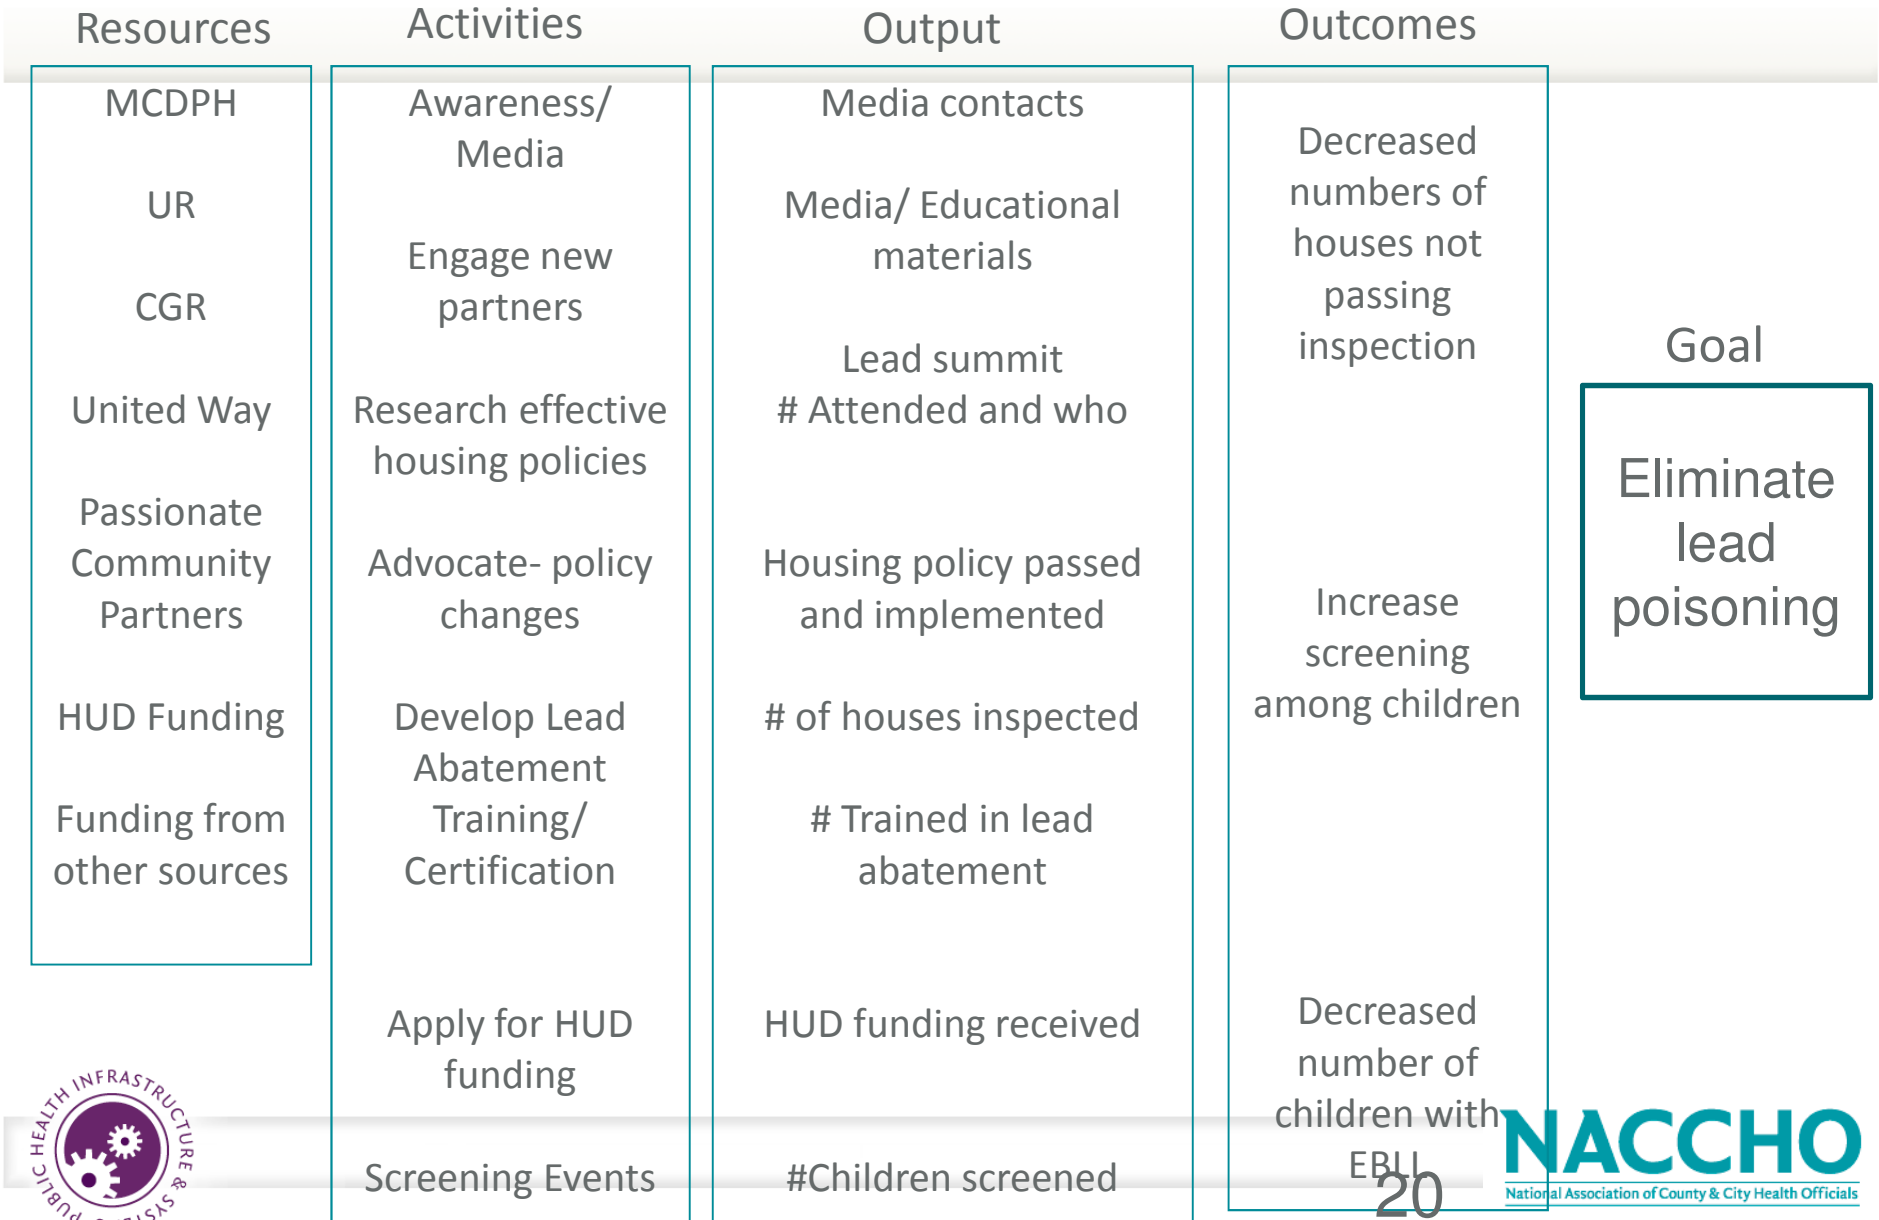 Resources
MCDPH
UR
CGR
United Way
Passionate
Community
Partners
HUD Funding
Funding from
other sources
Activities
Awareness/
Media
Engage new
partners
Research effective
housing policies
Advocate- policy
changes
Develop Lead
Abatement
Training/
Certification
Apply for HUD
funding
Screening Events
Output
Media contacts
Media/ Educational
materials
Lead summit
# Attended and who
Housing policy passed
and implemented
# of houses inspected
# Trained in lead
abatement
HUD funding received
#Children screened
Outcomes
Decreased
numbers of
houses not
passing
inspection
Increase
screening
among children
Decreased
number of
children with
EBLL
Goal
Eliminate
lead
poisoning
PUBLIC HEALTH INFRASTRUCTURE &
20
NACCHO
National Association of County & City Health Officials